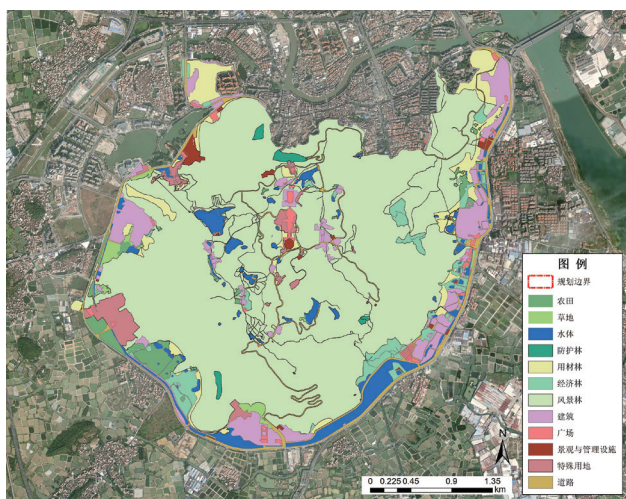 图 例
规划边界
农田
草地
水体
防护林
用材林
经济林
风景林
建筑
广场
景观与管理设施
特殊用地
道路
N
0 0.225 0.45 0.9 1.35
km